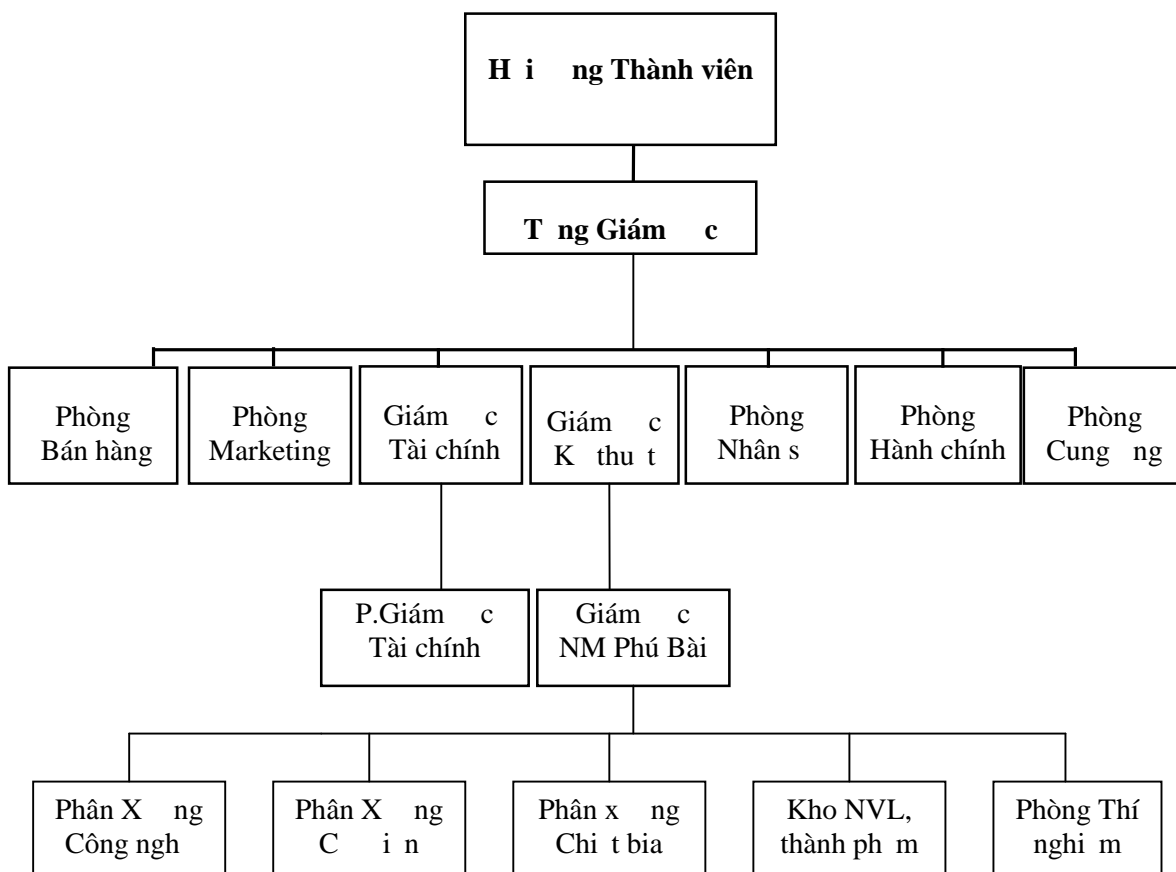 H i ng Thành viên
T ng Giám c
Phòng
Bán hàng
Phòng
Marketing
Giám c
Tài chính
Giám c
K thu t
Phòng
Nhân s
Phòng
Hành chính
Phòng
Cung ng
P.Giám c
Tài chính
Giám c
NM Phú Bài
Phân X ng
Công ngh
Phân X ng
C i n
Phân x ng
Chi t bia
Kho NVL,
thành ph m
Phòng Thí
nghi m